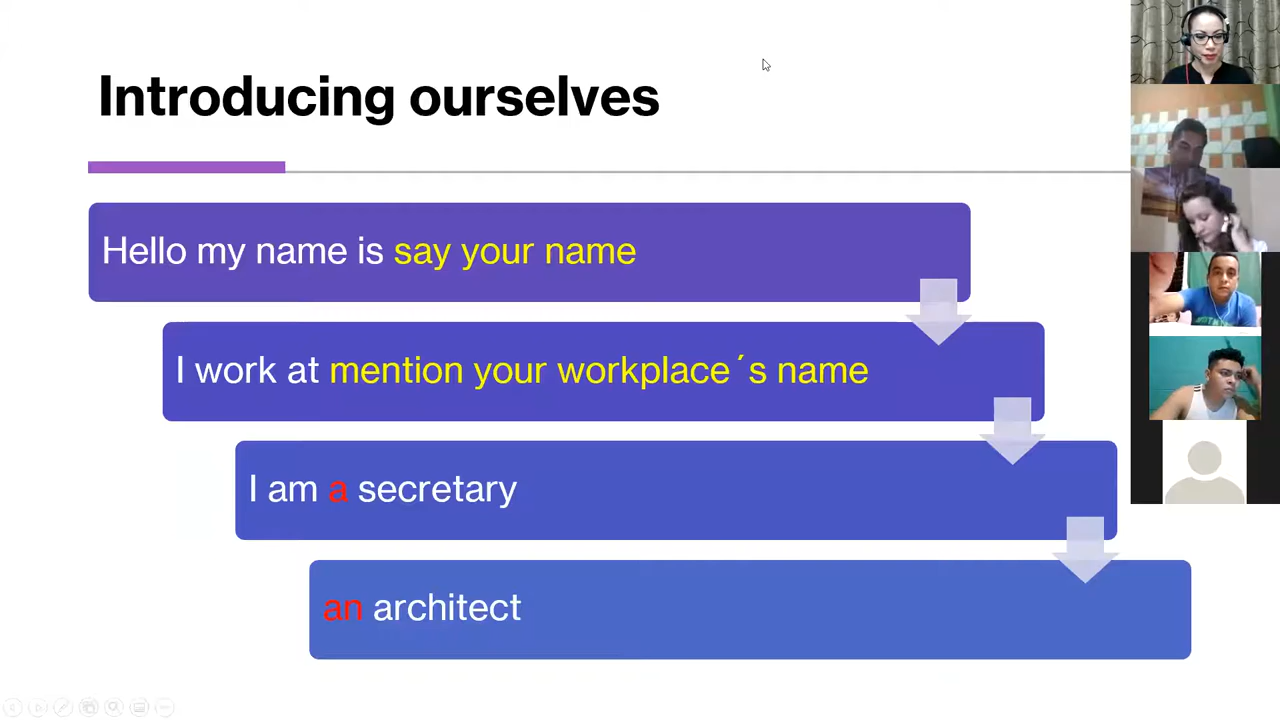 Introducing ourselves
Hello my name is say your name
I work at mention your workplace´s name
I am a secretary
an architect